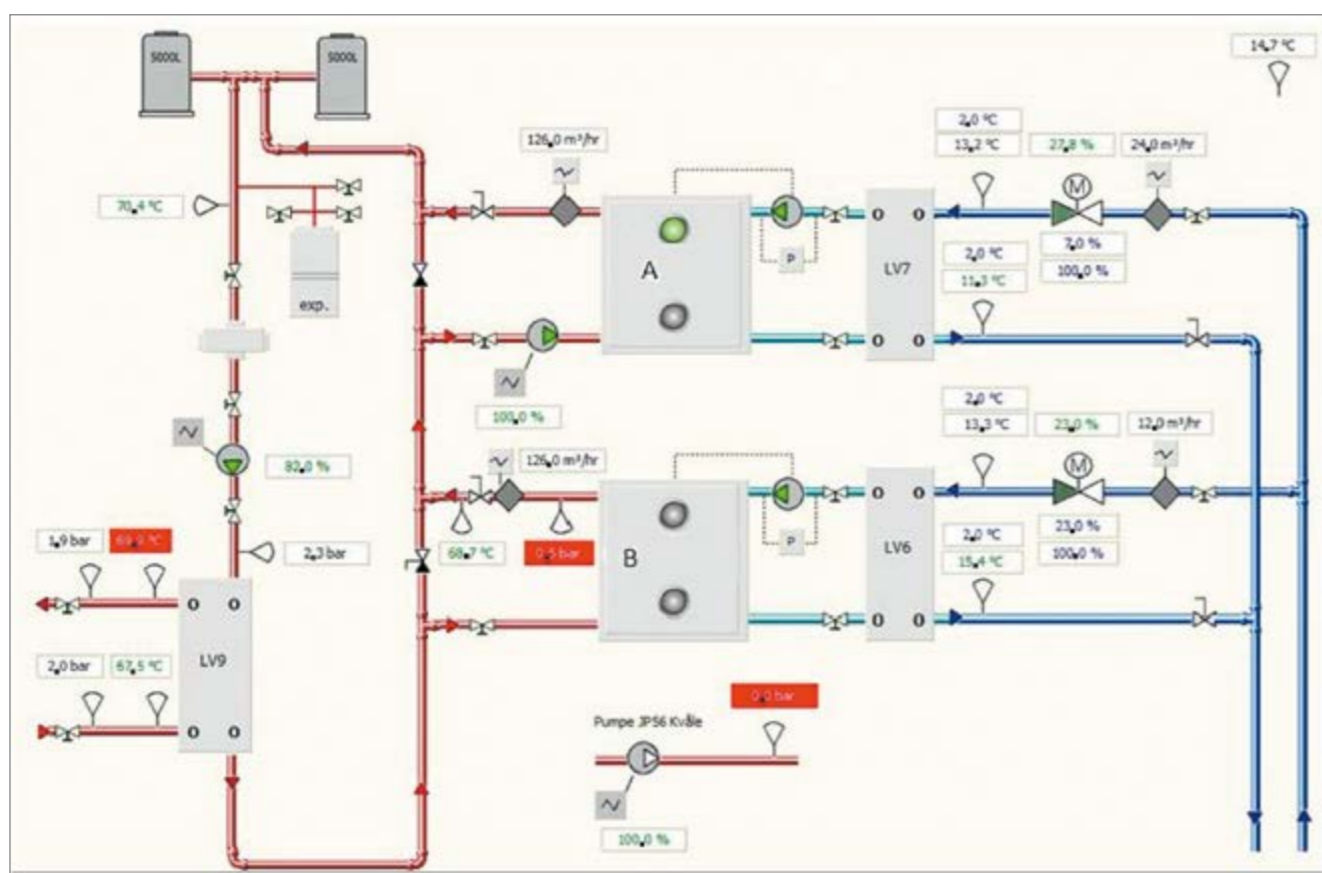 5000L
5000L
14,7 °C
126,0 m³/hr
2,0 °C
13,2 °C
27,8 %
24,0 m³/hr
M
70,4 °C
exp.
A
P
LV7
7,0 %
100,0 %
2,0 °C
11,3 °C
100,0 %
2,0 °C
13,3 °C
23,0 %
12,0 m³/hr
M
82,0 %
126,0 m³/hr
68,7 °C
B
P
LV6
23,0 %
100,0 %
2,0 °C
15,4 °C
1,9 bar
2,3 bar
2,0 bar
67,5 °C
LV9
0,0 bar
Pumpe JP56 Kvåle
100,0 %